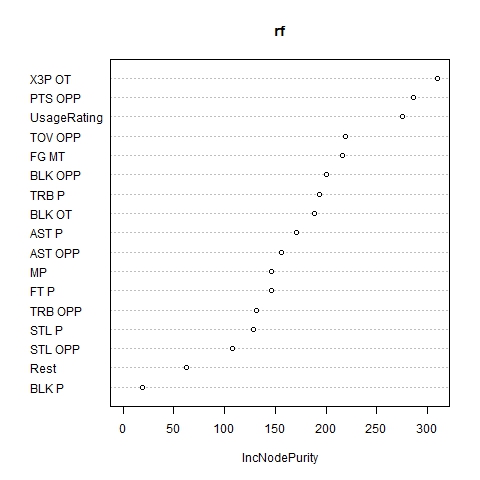 rf
X3P OT
PTS OPP
UsageRating
TOV OPP
FG MT
BLK OPP
TRB P
BLK OT
AST P
AST OPP
MP
FT P
TRB OPP
STL P
STL OPP
Rest
BLK P
0 50 100 150 200 250 300
IncNodePurity